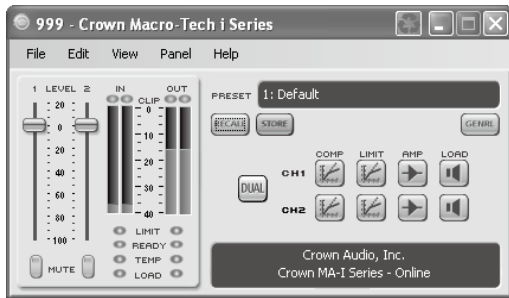 999 - Crown Macro-Tech i Series
File Edit View Panel Help
1 LEVEL 2
IN OUT
CLIP
20
0
20
40
60
80
100
0
10
20
30
40
LIMIT
READY
TEMP
LOAD
MUTE
PRESET 1: Default
RECALL STORE GENRL
COMP LIMIT AMP LOAD
CH1
DUAL
CH2
Crown Audio, Inc.
Crown MA-I Series - Online